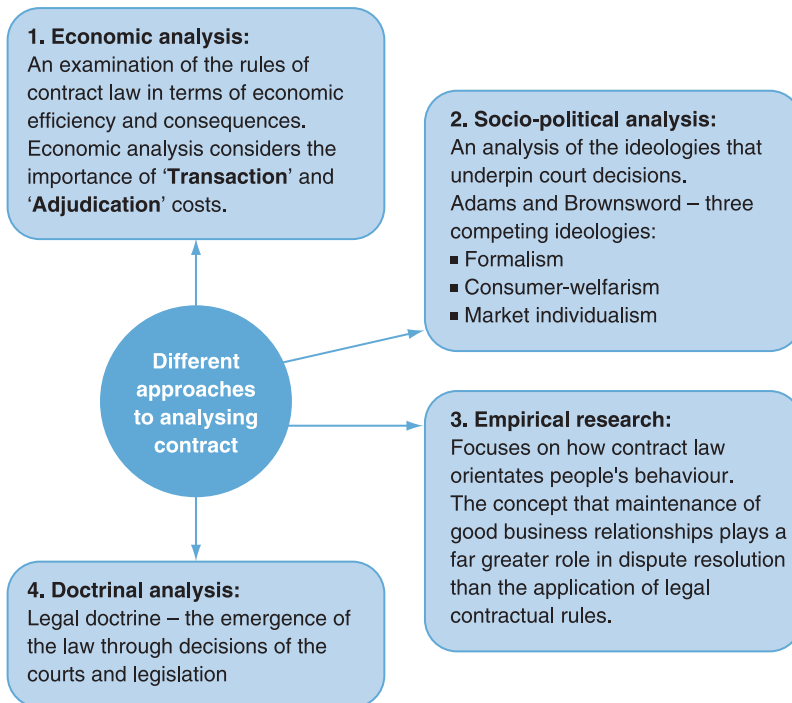 1. Economic analysis:
An examination of the rules of
contract law in terms of economic
efficiency and consequences.
Economic analysis considers the
importance of ‘Transaction’ and
‘Adjudication’ costs.
2. Socio-political analysis:
An analysis of the ideologies that
underpin court decisions.
Adams and Brownsword – three
competing ideologies:
▪ Formalism
▪ Consumer-welfarism
▪ Market individualism
Different
approaches
to analysing
contract
3. Empirical research:
Focuses on how contract law
orientates people's behaviour.
The concept that maintenance of
good business relationships plays a
far greater role in dispute resolution
than the application of legal
contractual rules.
4. Doctrinal analysis:
Legal doctrine – the emergence of
the law through decisions of the
courts and legislation